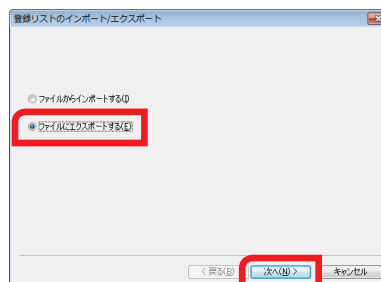 登録リストのインポート/エクスポート
ファイルからインポートする(I)
ファイルにエクスポートする(E)
< 戻る(B)
次へ(N) >
キャンセル